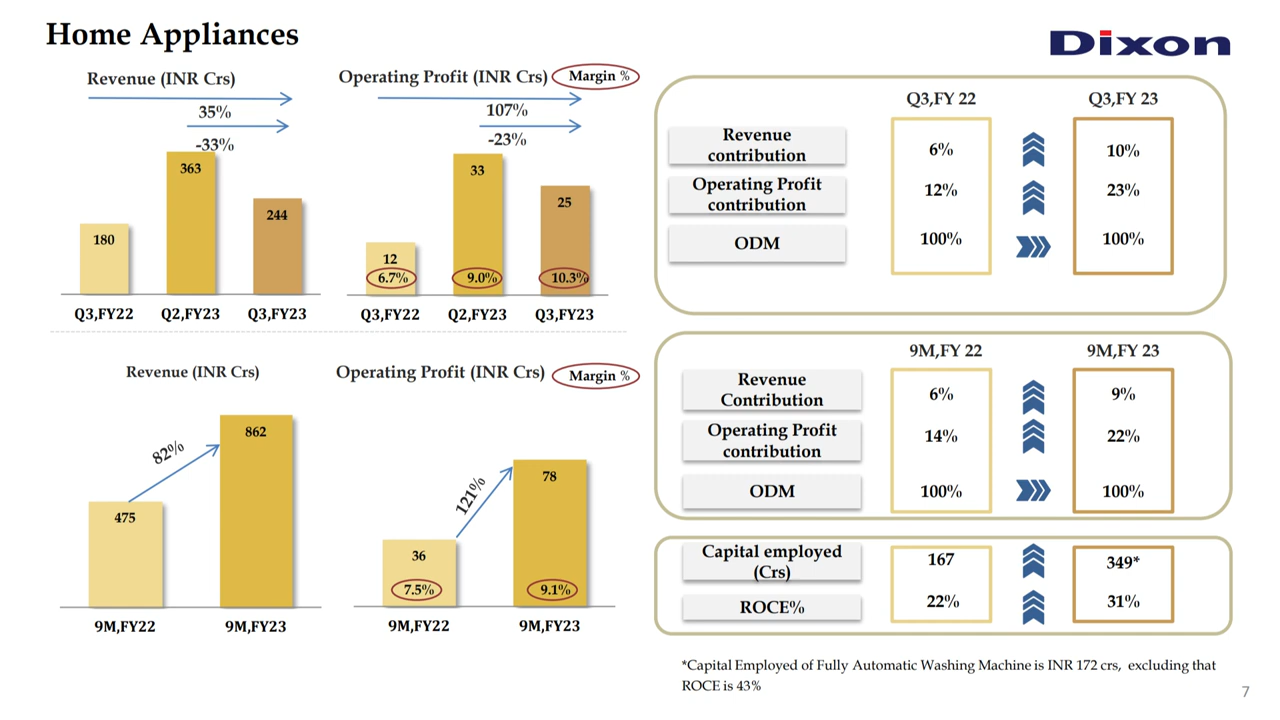 Home Appliances
Dixon
Revenue (INR Crs)
35%
-33%
180
363
244
Q3,FY22
Q2,FY23
Q3,FY23
Operating Profit (INR Crs)
Margin %
107%
-23%
12
6.7%
33
9.0%
25
10.3%
Q3,FY22
Q2,FY23
Q3,FY23
Q3,FY 22
Q3,FY 23
Revenue
contribution
6%
10%
Operating Profit
contribution
12%
23%
ODM
100%
100%
Revenue (INR Crs)
82%
475
862
9M,FY22
9M,FY23
Operating Profit (INR Crs)
Margin %
121%
36
7.5%
78
9.1%
9M,FY22
9M,FY23
9M,FY 22
9M,FY 23
Revenue
Contribution
6%
9%
Operating Profit
contribution
14%
22%
ODM
100%
100%
Capital employed
(Crs)
167
349*
ROCE%
22%
31%
*Capital Employed of Fully Automatic Washing Machine is INR 172 crs, excluding that
ROCE is 43%
7